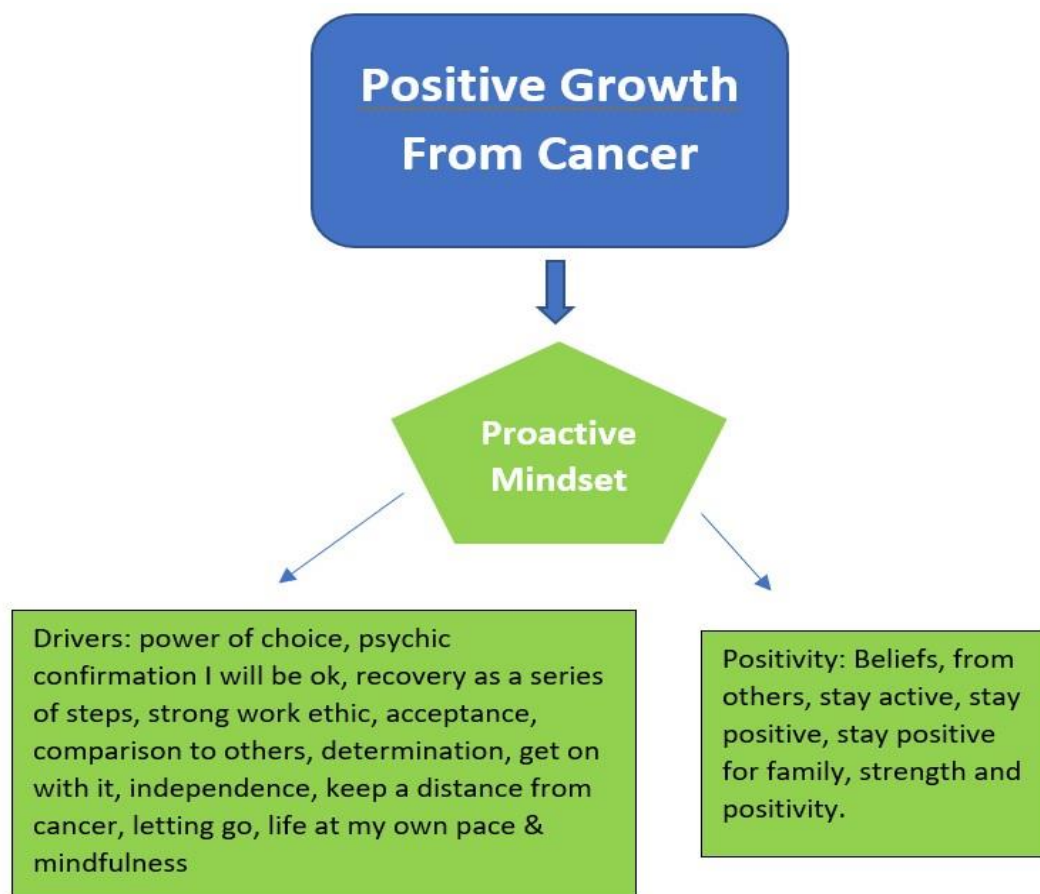 Positive Growth
From Cancer
Proactive
Mindset
Drivers: power of choice, psychic
confirmation I will be ok, recovery as a series
of steps, strong work ethic, acceptance,
comparison to others, determination, get on
with it, independence, keep a distance from
cancer, letting go, life at my own pace &
mindfulness
Positivity: Beliefs, from
others, stay active, stay
positive, stay positive
for family, strength and
positivity.